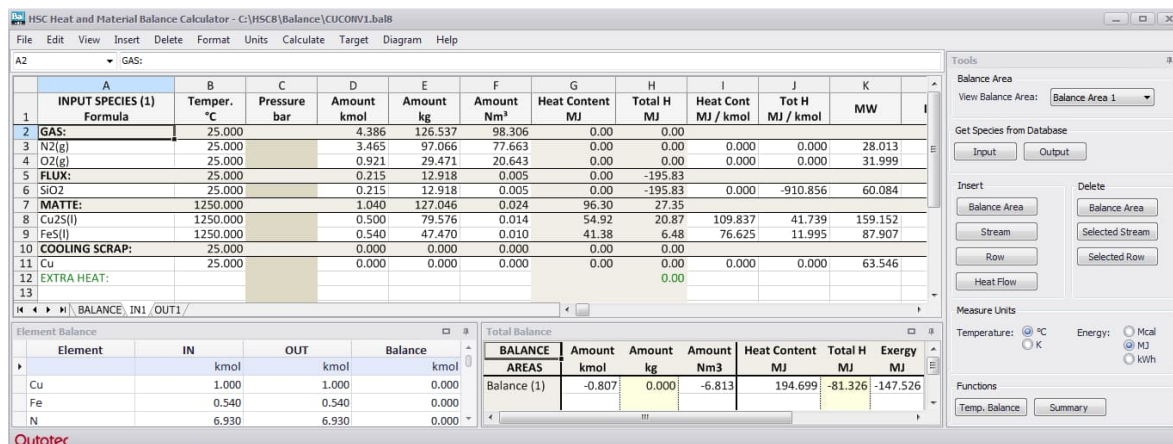 HSC Heat and Material Balance Calculator - C:\HSC8\Balance\CUCONV1.bal8
File Edit View Insert Delete Format Units Calculate Target Diagram Help
A2 GAS:
A B C D E F G H I J K
1 INPUT SPECIES (1) Formula Temper. °C Pressure bar Amount kmol Amount kg Amount Nm³ Heat Content MJ Total H MJ Heat Cont MJ / kmol Tot H MJ / kmol MW
2 GAS: 25.000 4.386 126.537 98.306 0.00 0.00
3 N2(g) 25.000 3.465 97.066 77.663 0.00 0.00 0.000 0.000 28.013
4 O2(g) 25.000 0.921 29.471 20.643 0.00 0.00 0.000 0.000 31.999
5 FLUX: 25.000 0.215 12.918 0.005 0.00 -195.83
6 SiO2 25.000 0.215 12.918 0.005 0.00 -195.83 0.000 -910.856 60.084
7 MATTE: 1250.000 1.040 127.046 0.024 96.30 27.35
8 Cu2S(l) 1250.000 0.500 79.576 0.014 54.92 20.87 109.837 41.739 159.152
9 FeS(l) 1250.000 0.540 47.470 0.010 41.38 6.48 76.625 11.995 87.907
10 COOLING SCRAP: 25.000 0.000 0.000 0.000 0.00 0.00
11 Cu 25.000 0.000 0.000 0.000 0.00 0.00 0.000 0.000 63.546
12 EXTRA HEAT: 0.00
13
BALANCE IN1 OUT1
Element Balance
Element IN OUT Balance
kmol kmol kmol
Cu 1.000 1.000 0.000
Fe 0.540 0.540 0.000
N 6.930 6.930 0.000
Total Balance
BALANCE Amount Amount Amount Heat Content Total H Exergy
AREAS kmol kg Nm3 MJ MJ MJ
Balance (1) -0.807 0.000 -6.813 194.699 -81.326 -147.526
Tools
Balance Area
View Balance Area: Balance Area 1
Get Species from Database
Input Output
Insert Delete
Balance Area Balance Area
Stream Selected Stream
Row Selected Row
Heat Flow
Measure Units
Temperature: °C Energy: Mcal
K MJ
kWh
Functions
Temp. Balance Summary
Outotec